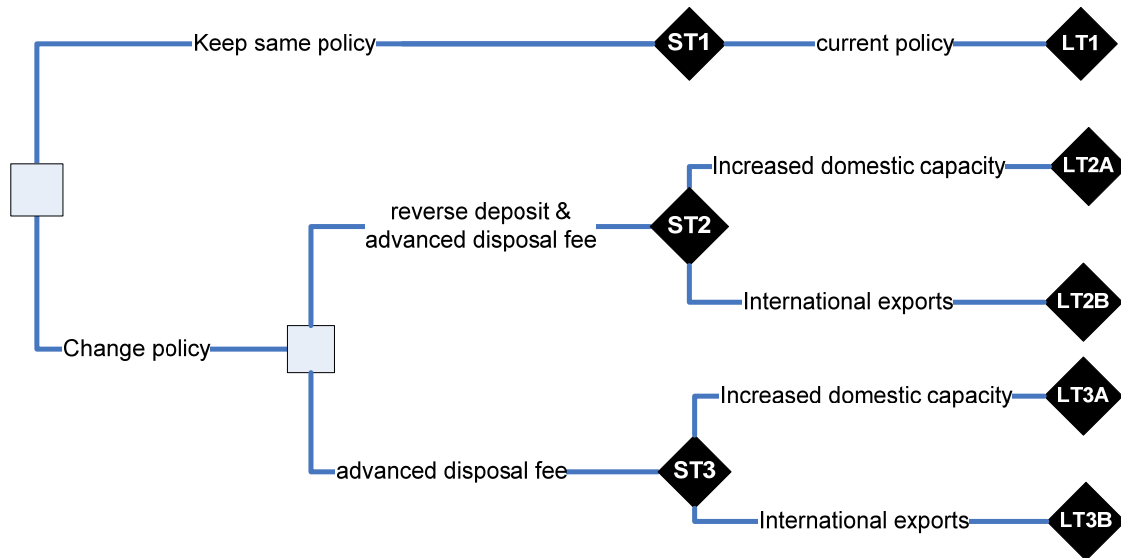 Keep same policy
ST1
current policy
LT1
Increased domestic capacity
LT2A
reverse deposit &
advanced disposal fee
ST2
International exports
LT2B
Change policy
Increased domestic capacity
LT3A
advanced disposal fee
ST3
International exports
LT3B